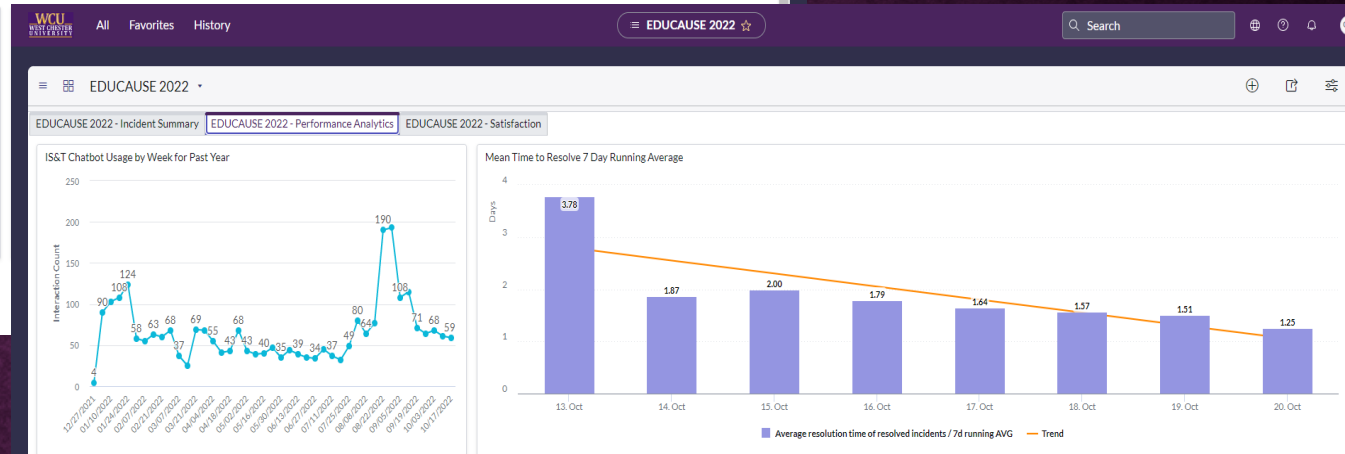 WCU
WEST CHESTER
UNIVERSITY
All Favorites History
EDUCAUSE 2022
Search
EDUCAUSE 2022
EDUCAUSE 2022 - Incident Summary
EDUCAUSE 2022 - Performance Analytics
EDUCAUSE 2022 - Satisfaction
IS&T Chatbot Usage by Week for Past Year
Interaction Count
250
200
150
100
50
0
4
90
108
124
58
63
68
37
69
55
43
68
43
40
35
39
34
37
49
80
64
190
108
71
68
59
12/27/2021
01/10/2022
01/24/2022
02/07/2022
02/21/2022
03/07/2022
03/21/2022
04/04/2022
04/18/2022
05/02/2022
05/16/2022
05/30/2022
06/13/2022
06/27/2022
07/11/2022
07/25/2022
08/08/2022
08/22/2022
09/05/2022
09/19/2022
10/03/2022
10/17/2022
Mean Time to Resolve 7 Day Running Average
Days
4
3
2
1
0
3.78
1.87
2.00
1.79
1.64
1.57
1.51
1.25
13. Oct
14. Oct
15. Oct
16. Oct
17. Oct
18. Oct
19. Oct
20. Oct
Average resolution time of resolved incidents / 7d running AVG
Trend